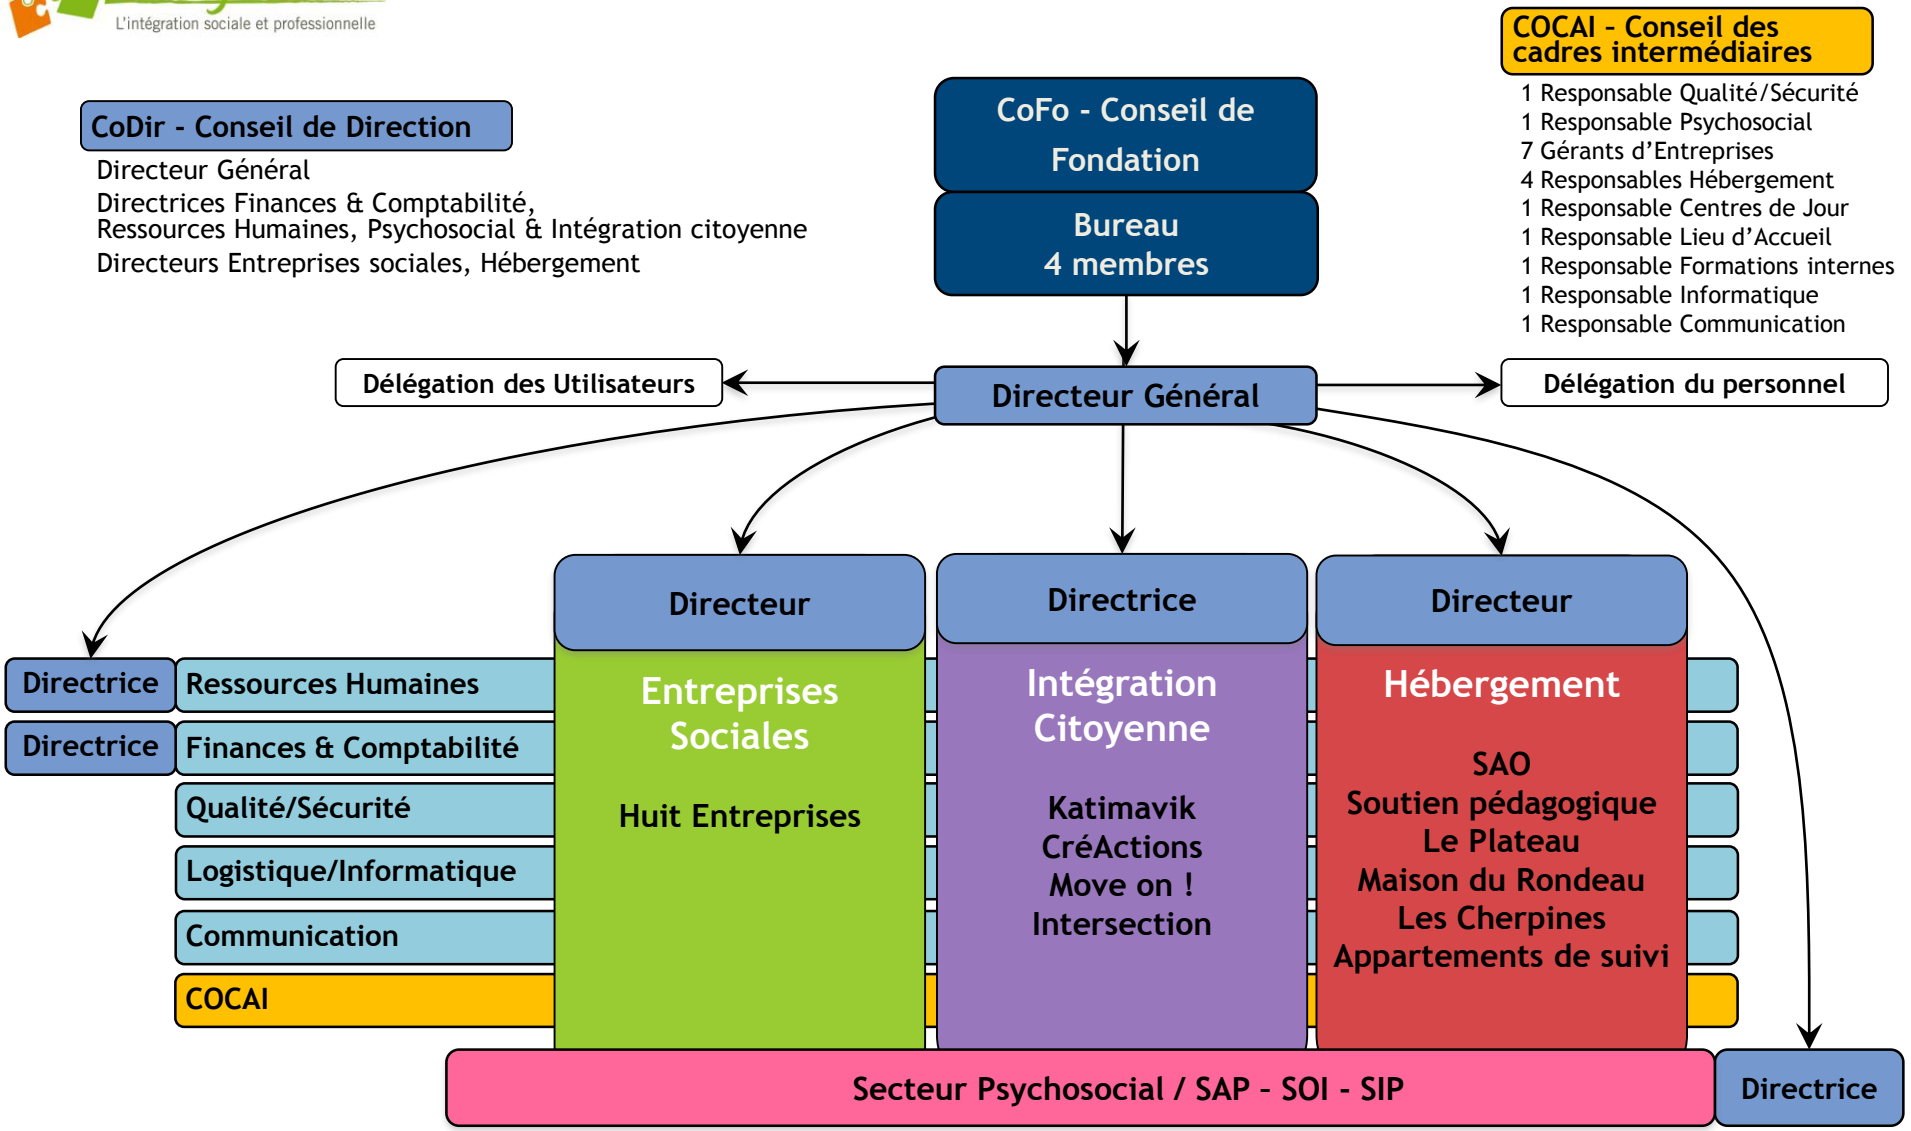 L'intégration sociale et professionnelle
COCAI – Conseil des
cadres intermédiaires
1 Responsable Qualité/Sécurité
1 Responsable Psychosocial
7 Gérants d’Entreprises
4 Responsables Hébergement
1 Responsable Centres de Jour
1 Responsable Lieu d’Accueil
1 Responsable Formations internes
1 Responsable Informatique
1 Responsable Communication
CoDir - Conseil de Direction
Directeur Général
Directrices Finances & Comptabilité,
Ressources Humaines, Psychosocial & Intégration citoyenne
Directeurs Entreprises sociales, Hébergement
CoFo - Conseil de
Fondation
Bureau
4 membres
Délégation des Utilisateurs
Directeur Général
Délégation du personnel
Directeur
Directrice
Directeur
Directrice
Ressources Humaines
Directrice
Finances & Comptabilité
Qualité/Sécurité
Logistique/Informatique
Communication
COCAI
Entreprises
Sociales
Huit Entreprises
Intégration
Citoyenne
Katimavik
CréActions
Move on !
Intersection
Hébergement
SAO
Soutien pédagogique
Le Plateau
Maison du Rondeau
Les Cherpines
Appartements de suivi
Secteur Psychosocial / SAP – SOI - SIP
Directrice